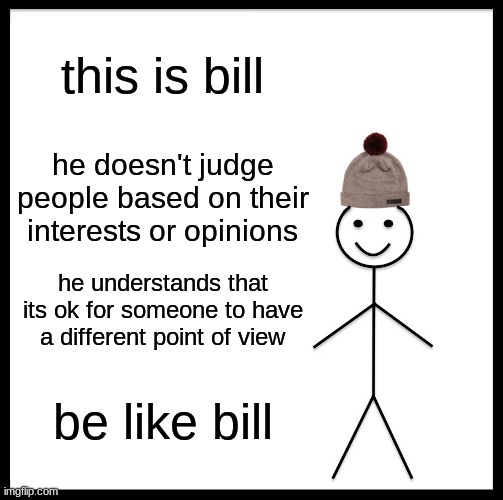 this is bill
he doesn't judge
people based on their
interests or opinions
he understands that
its ok for someone to have
a different point of view
be like bill
imgflip.com